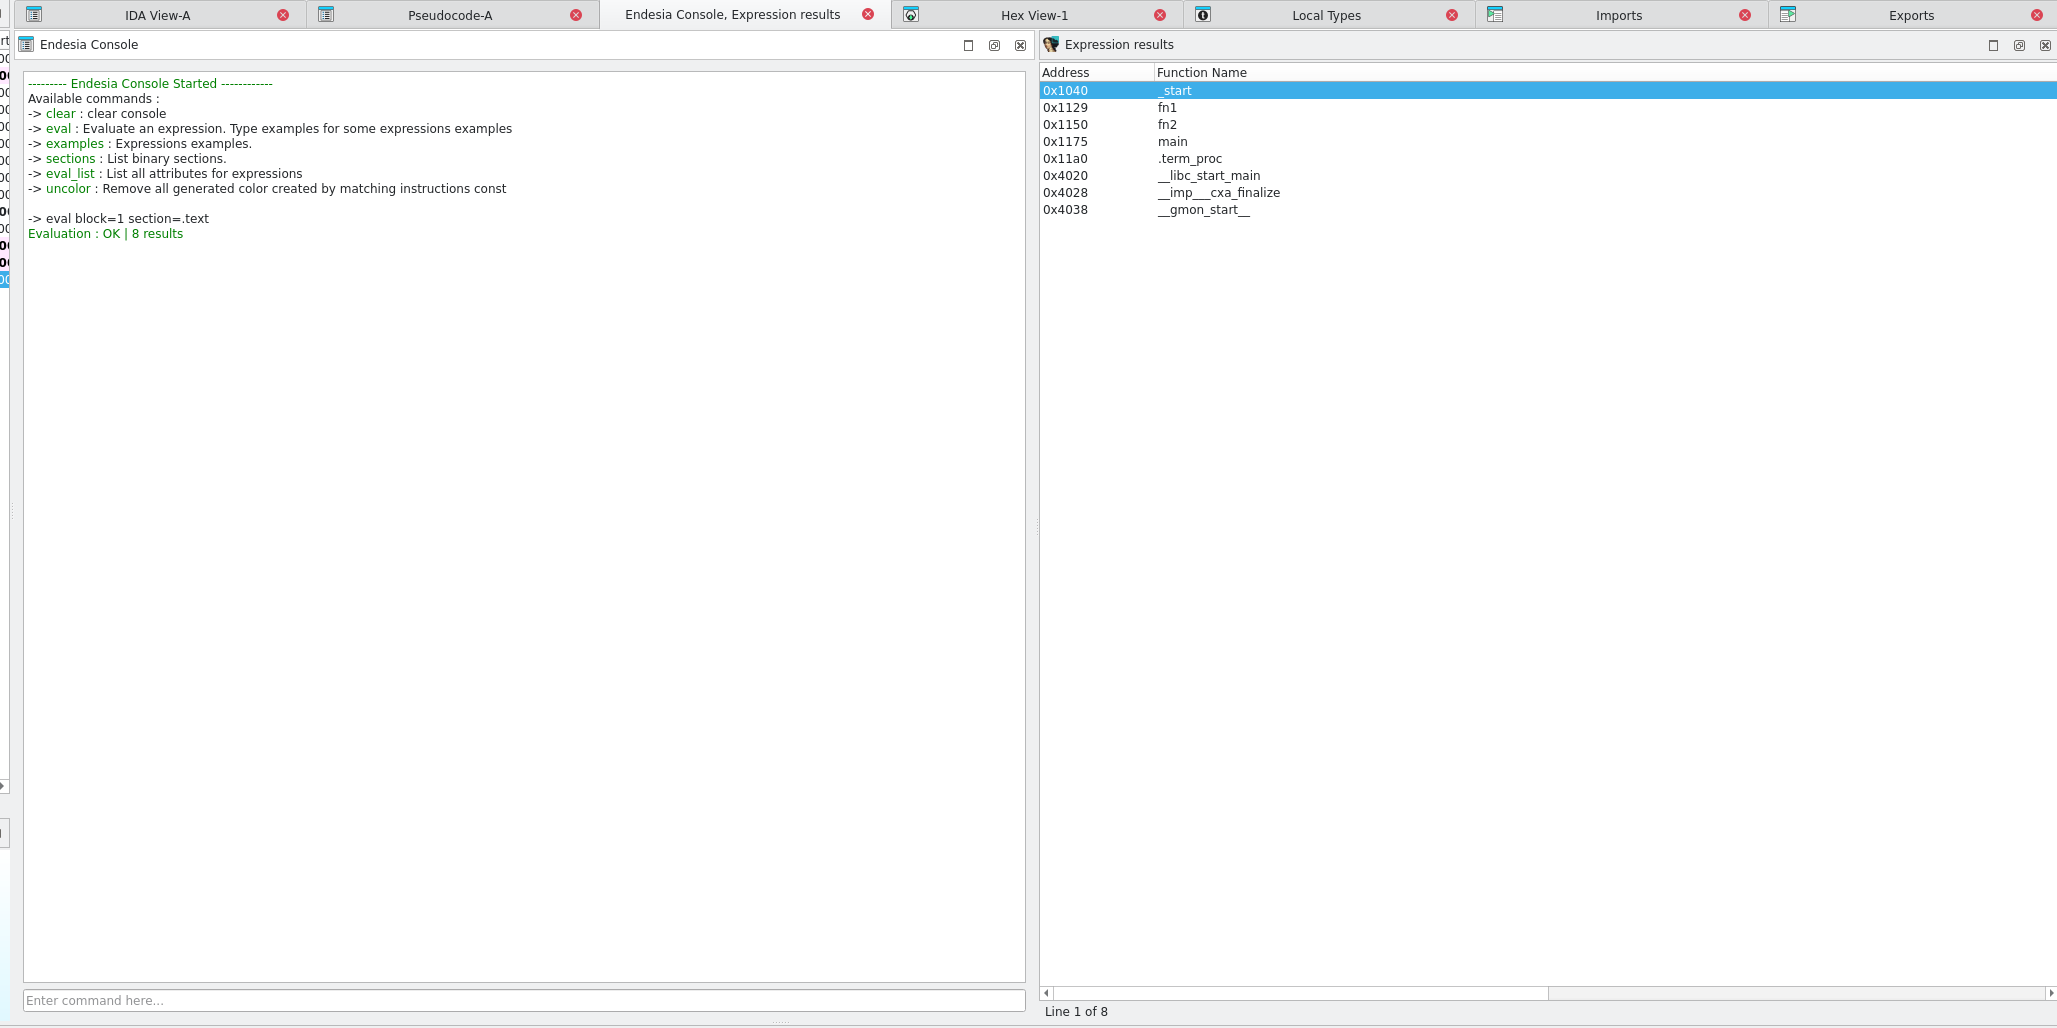 IDA View-A
Pseudocode-A
Endesia Console, Expression results
Hex View-1
Local Types
Imports
Exports
Endesia Console
--------- Endesia Console Started ------------
Available commands :
-> clear : clear console
-> eval : Evaluate an expression. Type examples for some expressions examples
-> examples : Expressions examples.
-> sections : List binary sections.
-> eval_list : List all attributes for expressions
-> uncolor : Remove all generated color created by matching instructions const
-> eval block=1 section=.text
Evaluation : OK | 8 results
Enter command here...
Expression results
Address Function Name
0x1040 _start
0x1129 fn1
0x1150 fn2
0x1175 main
0x11a0 .term_proc
0x4020 __libc_start_main
0x4028 __imp___cxa_finalize
0x4038 __gmon_start__
Line 1 of 8